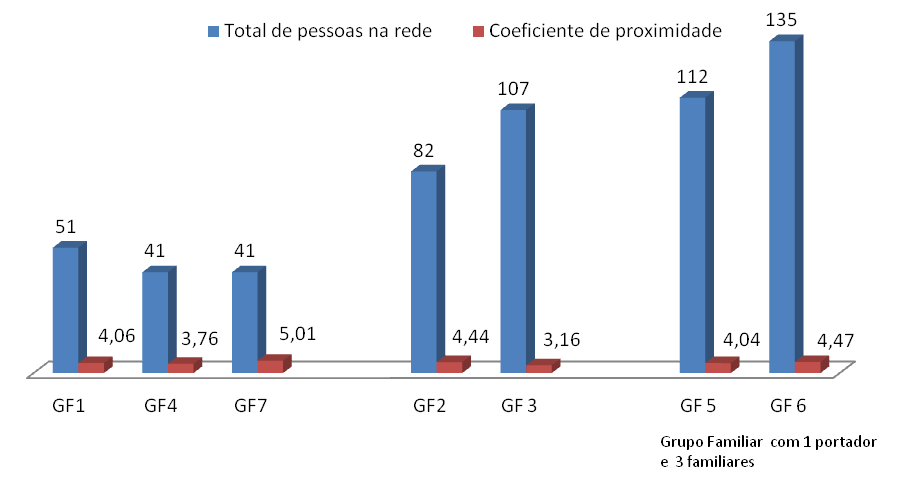 Total de pessoas na rede
Coeficiente de proximidade
135
112
107
82
51
41
41
4,06
3,76
5,01
4,44
3,16
4,04
4,47
GF1
GF4
GF7
GF2
GF 3
GF 5
GF 6
Grupo Familiar com 1 portador
e 3 familiares